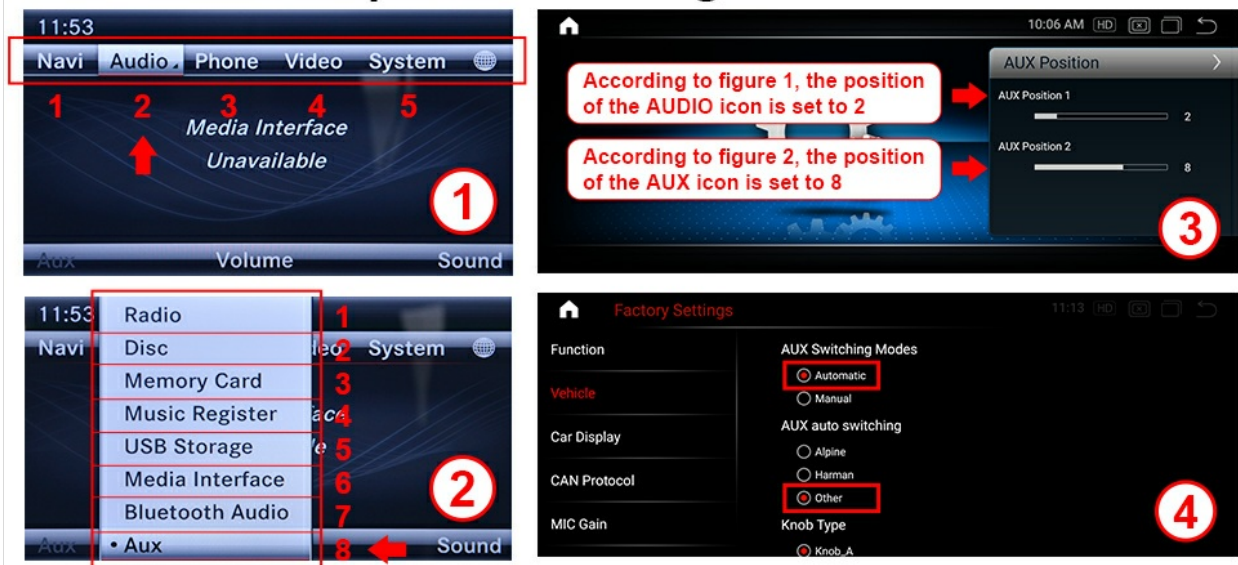 11:53
Navi Audio Phone Video System
1 2 3 4 5
Media Interface
Unavailable
1
Aux Volume Sound
10:06 AM HD
AUX Position
According to figure 1, the position
of the AUDIO icon is set to 2
AUX Position 1
2
According to figure 2, the position
of the AUX icon is set to 8
AUX Position 2
8
3
11:53
Navi System
Radio 1
Disc 2
Memory Card 3
Music Register 4
USB Storage 5
Media Interface 6
Bluetooth Audio 7
• Aux 8
2
Aux Sound
Factory Settings
11:13 HD
Function
Vehicle
Car Display
CAN Protocol
MIC Gain
AUX Switching Modes
Automatic
Manual
AUX auto switching
Alpine
Harman
Other
Knob Type
Knob_A
4